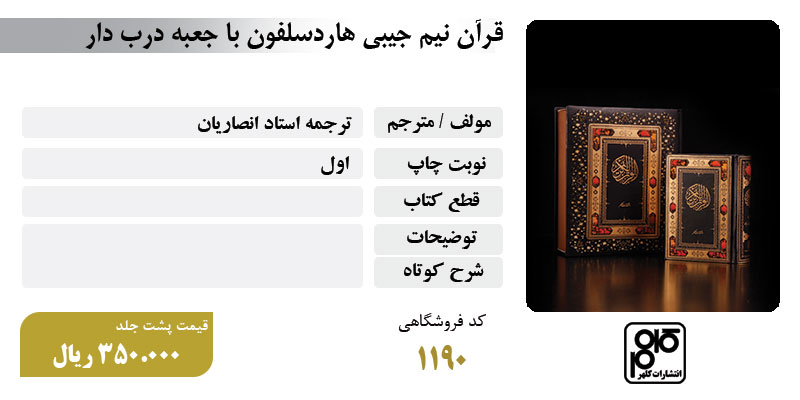 قرآن نیم جیبی هاردسلفون با جعبه درب دار
مولف / مترجم
ترجمه استاد انصاریان
نوبت چاپ
اول
قطع کتاب
توضیحات
شرح کوتاه
کد فروشگاهی
۱۱۹۰
قیمت پشت جلد
۳۵۰.۰۰۰ ریال
انتشارات گلهر